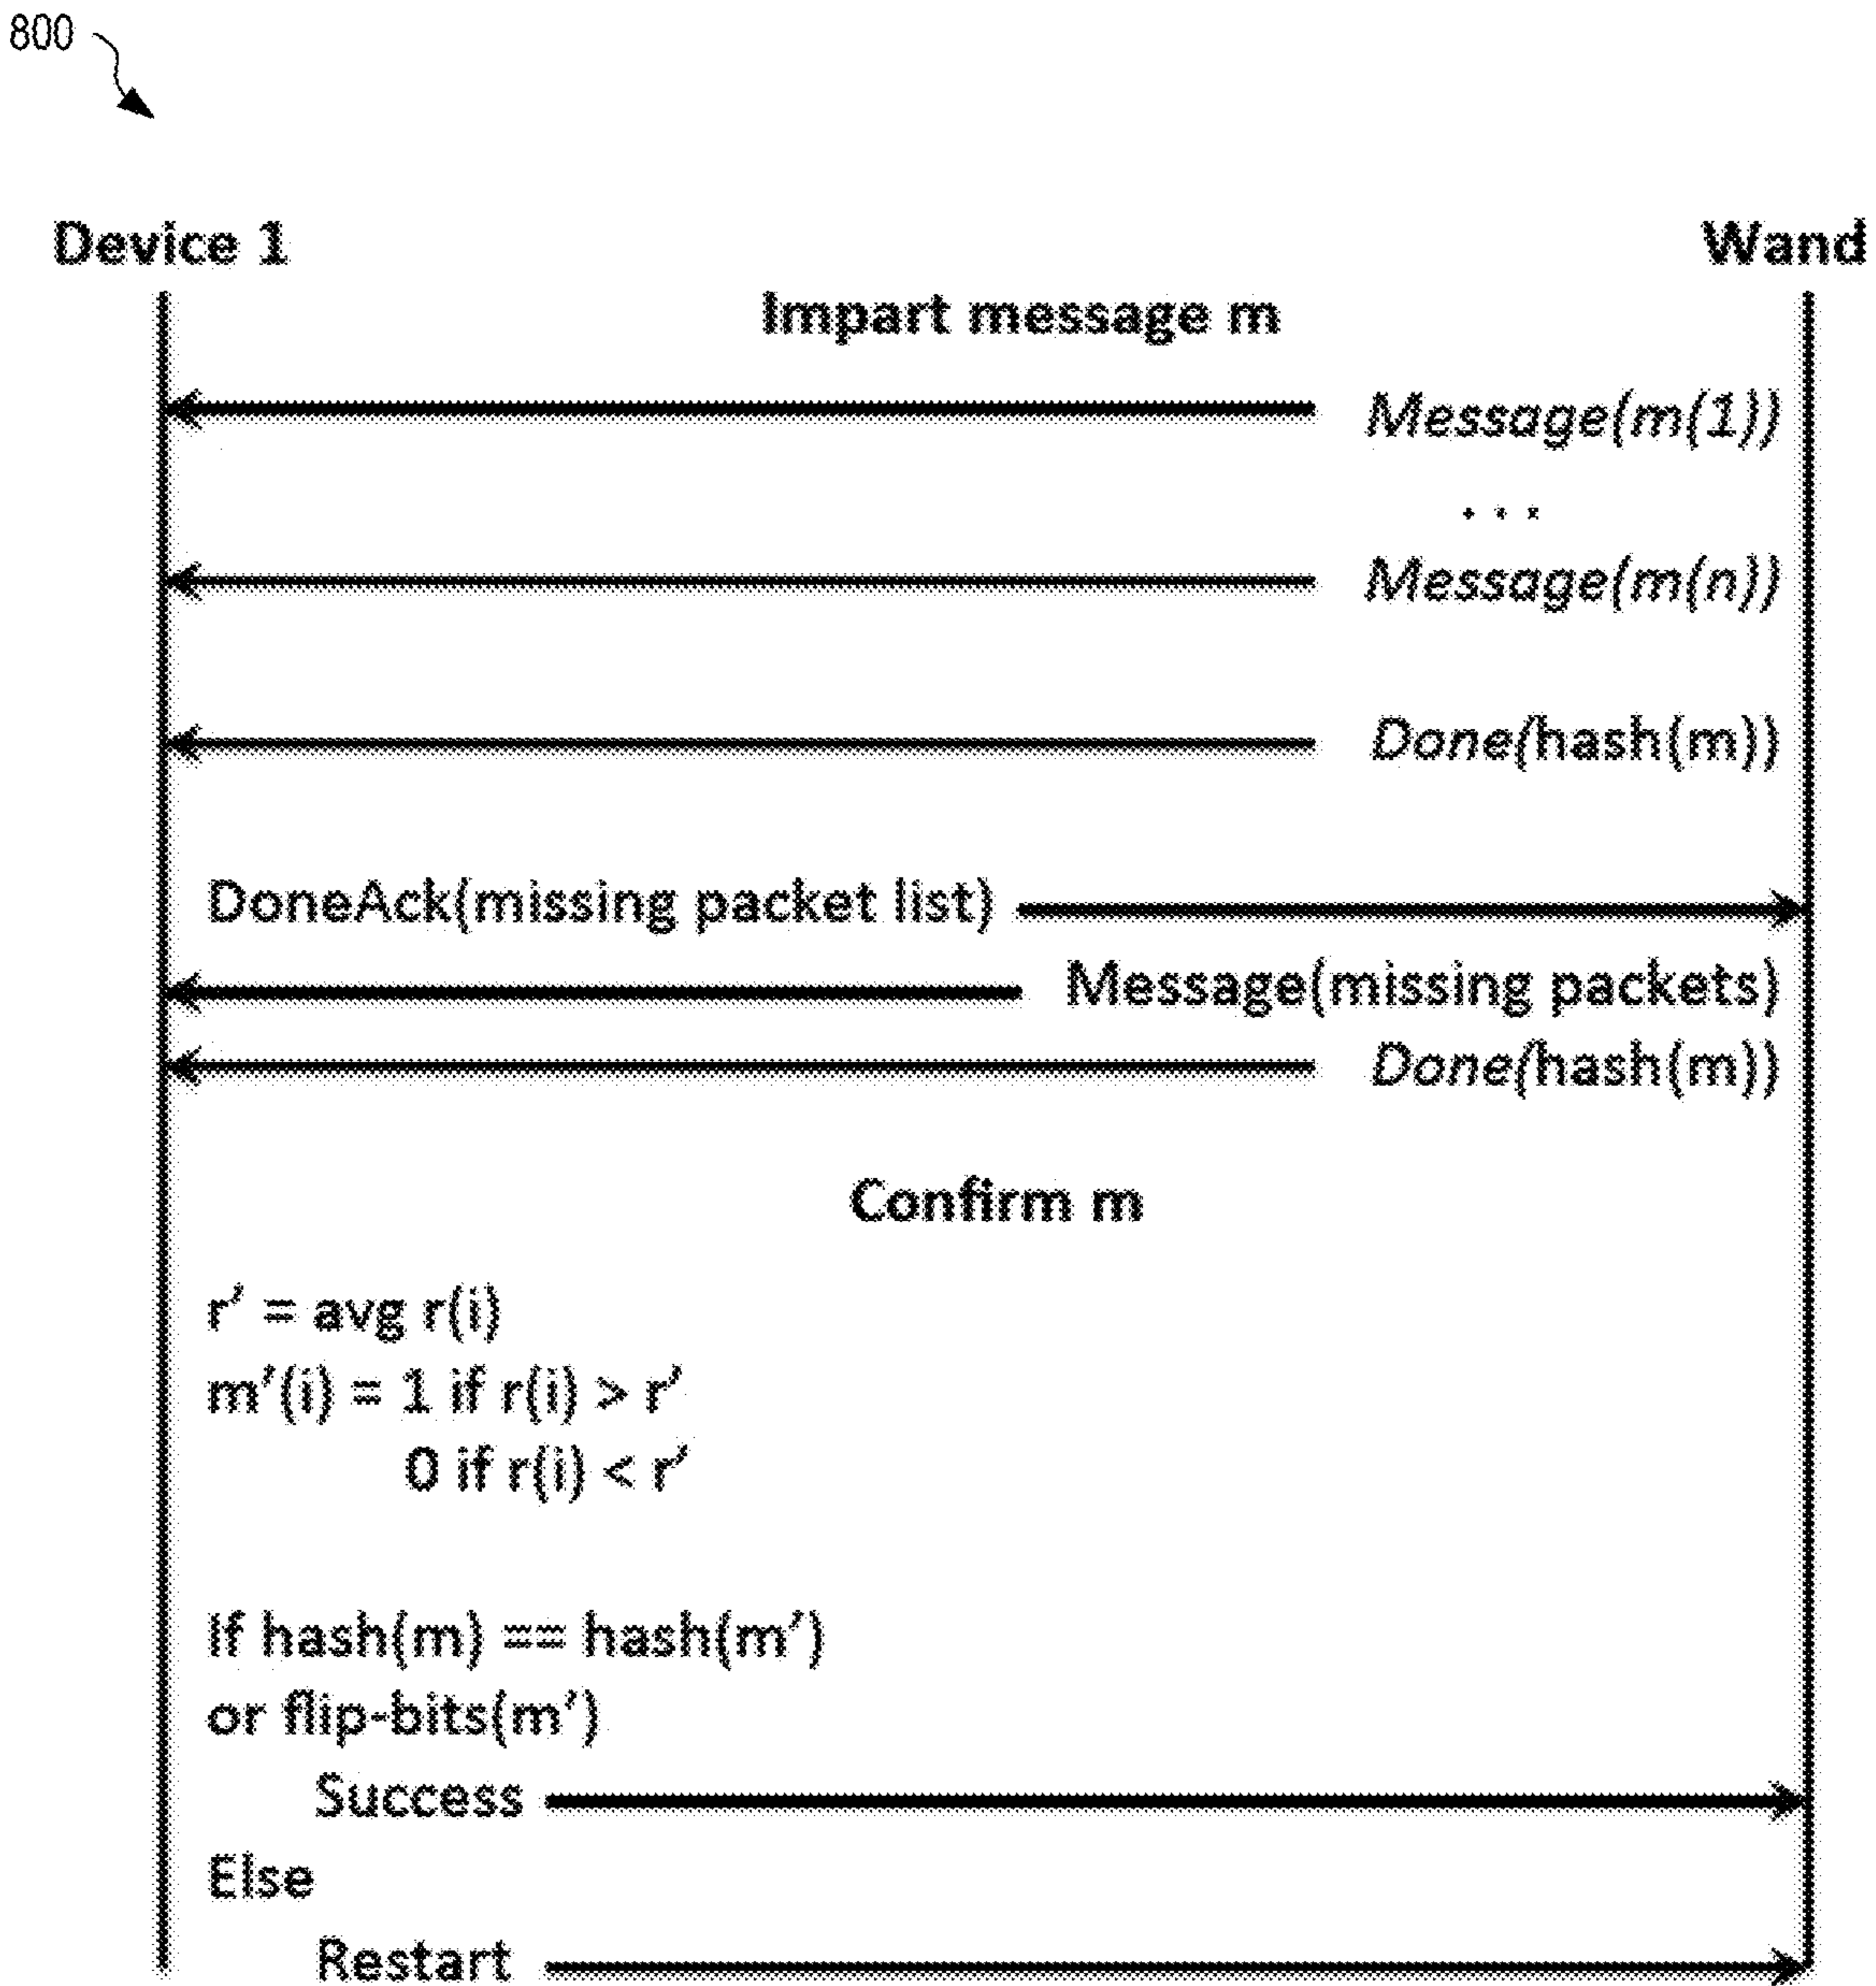 800
Device 1 Wand
Impart message m
Message(m(1))
. . .
Message(m(n))
Done(hash(m))
DoneAck(missing packet list)
Message(missing packets)
Done(hash(m))
Confirm m
r’ = avg r(i)
m’(i) = 1 if r(i) > r’
0 if r(i) < r’
If hash(m) == hash(m’)
or flip-bits(m’)
Success
Else
Restart